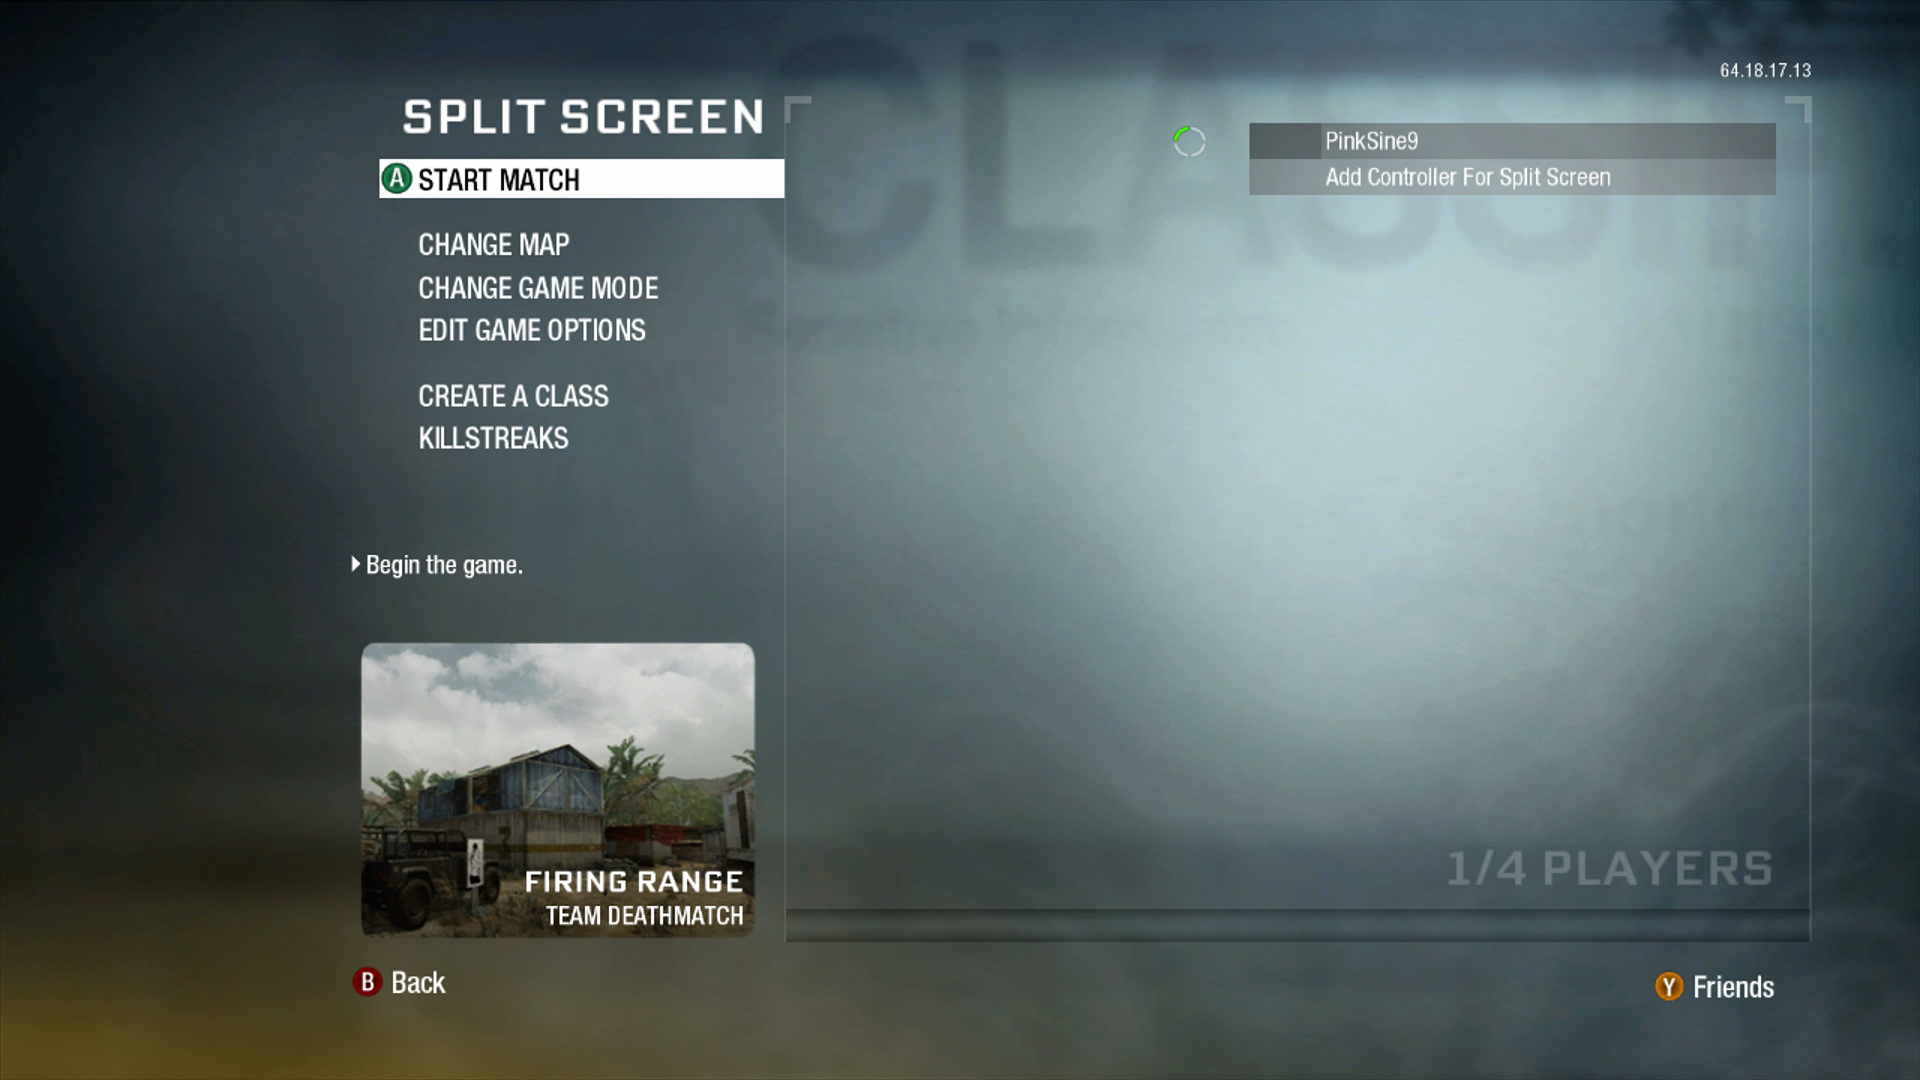 64.18.17.13
SPLIT SCREEN
A START MATCH
CHANGE MAP
CHANGE GAME MODE
EDIT GAME OPTIONS
CREATE A CLASS
KILLSTREAKS
Begin the game.
FIRING RANGE
TEAM DEATHMATCH
B Back
PinkSine9
Add Controller For Split Screen
1/4 PLAYERS
Y Friends